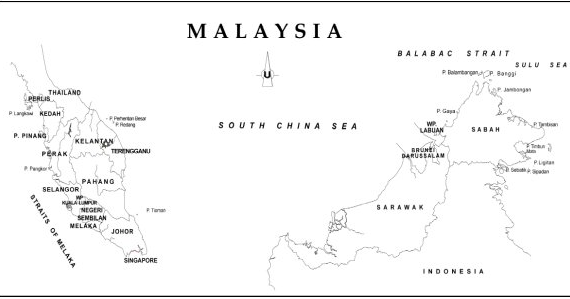 MALAYSIA
BALABAC STRAIT
SULU SEA
P. Balambangan
P. Banggi
P. Jambongan
THAILAND
PERLIS
P. Langkawi
KEDAH
P. Perhentian Besar
P. Redang
P. Gaya
P. PINANG
KELANTAN
TERENGGANU
SOUTH CHINA SEA
WP.
LABUAN
SABAH
P. Tambisan
PERAK
BRUNEI
DARUSSALAM
P. Timbun
Mata
P. Pangkor
P. Ligitan
P. Sebatik
P. Sipadan
PAHANG
SELANGOR
WP
KUALA LUMPUR
NEGERI
SEMBILAN
P. Tioman
SARAWAK
MELAKA
JOHOR
STRAITS OF MELAKA
SINGAPORE
INDONESIA